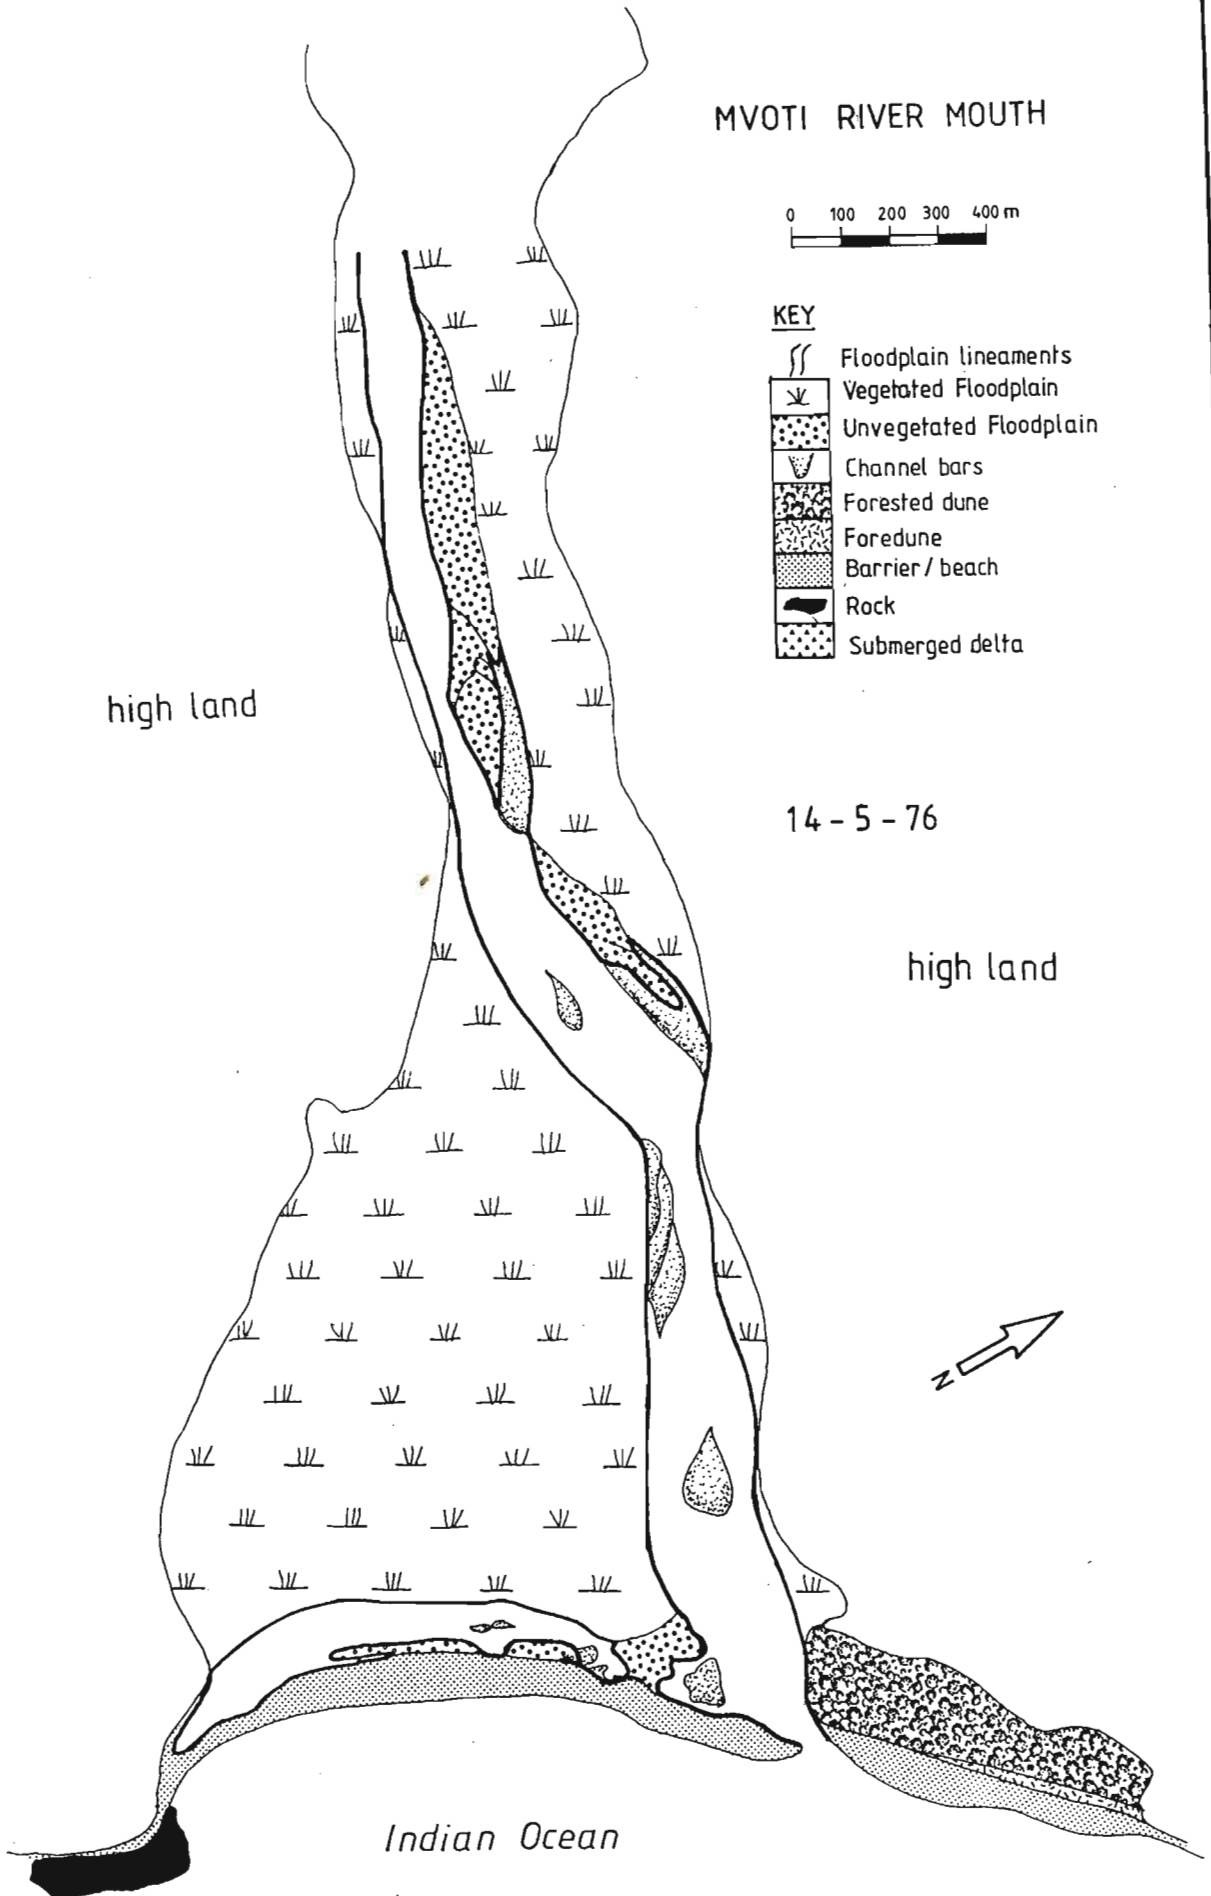 MVOTI RIVER MOUTH
0 100 200 300 400 m
KEY
Floodplain lineaments
Vegetated Floodplain
Unvegetated Floodplain
Channel bars
Forested dune
Foredune
Barrier / beach
Rock
Submerged delta
high land
14 - 5 - 76
high land
N
Indian Ocean